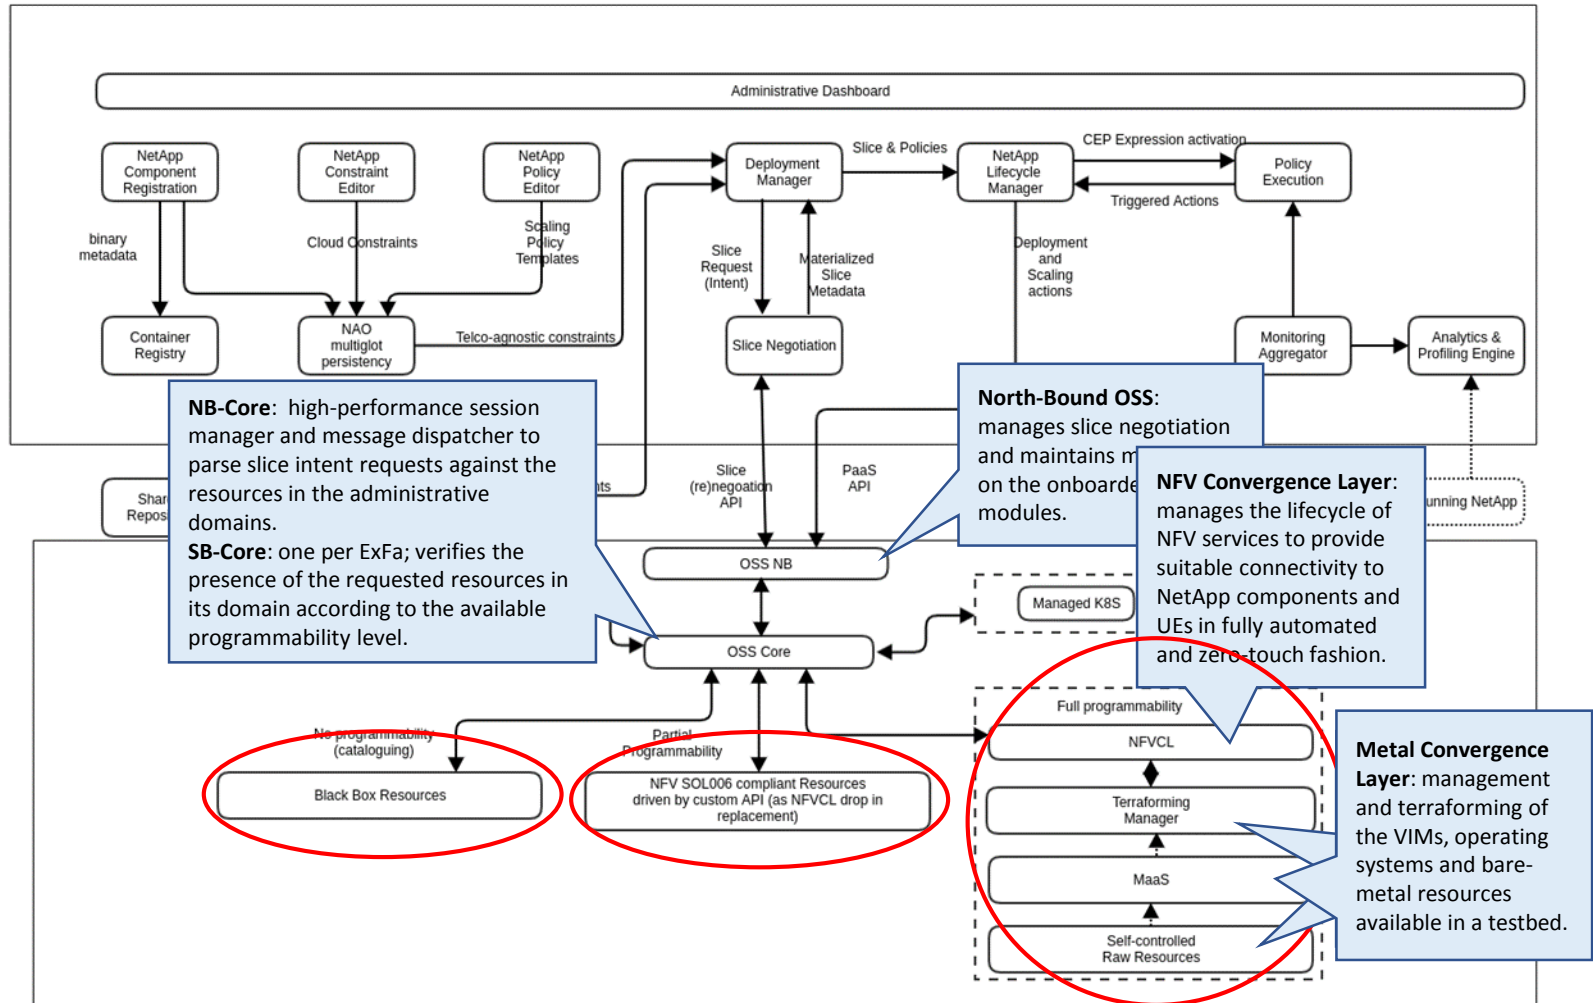 Administrative Dashboard
NetApp
Component
Registration
NetApp
Constraint
Editor
NetApp
Policy
Editor
Deployment
Manager
Slice & Policies
NetApp
Lifecycle
Manager
CEP Expression activation
Triggered Actions
Policy
Execution
binary
metadata
Cloud Constraints
Scaling
Policy
Templates
Slice
Request
(Intent)
Materialized
Slice
Metadata
Deployment
and
Scaling
actions
Container
Registry
NAO
multiglot
persistency
Telco-agnostic constraints
Slice Negotiation
Monitoring
Aggregator
Analytics &
Profiling Engine
NB-Core: high-performance session
manager and message dispatcher to
parse slice intent requests against the
resources in the administrative
domains.
SB-Core: one per ExFa; verifies the
presence of the requested resources in
its domain according to the available
programmability level.
North-Bound OSS:
manages slice negotiation
and maintains
on the
modules.
NFV Convergence Layer:
manages the lifecycle of
NFV services to provide
suitable connectivity to
NetApp components and
UEs in fully automated
and zero-touch fashion.
Slice
(re)negoation
API
PaaS
API
NetApp
OSS NB
Managed K8S
OSS Core
No programmability
(cataloguing)
Partial
Programmability
Full programmability
Black Box Resources
NFV SOL006 compliant Resources
driven by custom API (as NFVCL drop in
replacement)
NFVCL
Terraforming
Manager
MaaS
Self-controlled
Raw Resources
Metal Convergence
Layer: management
and terraforming of
the VIMs, operating
systems and bare-
metal resources
available in a testbed.